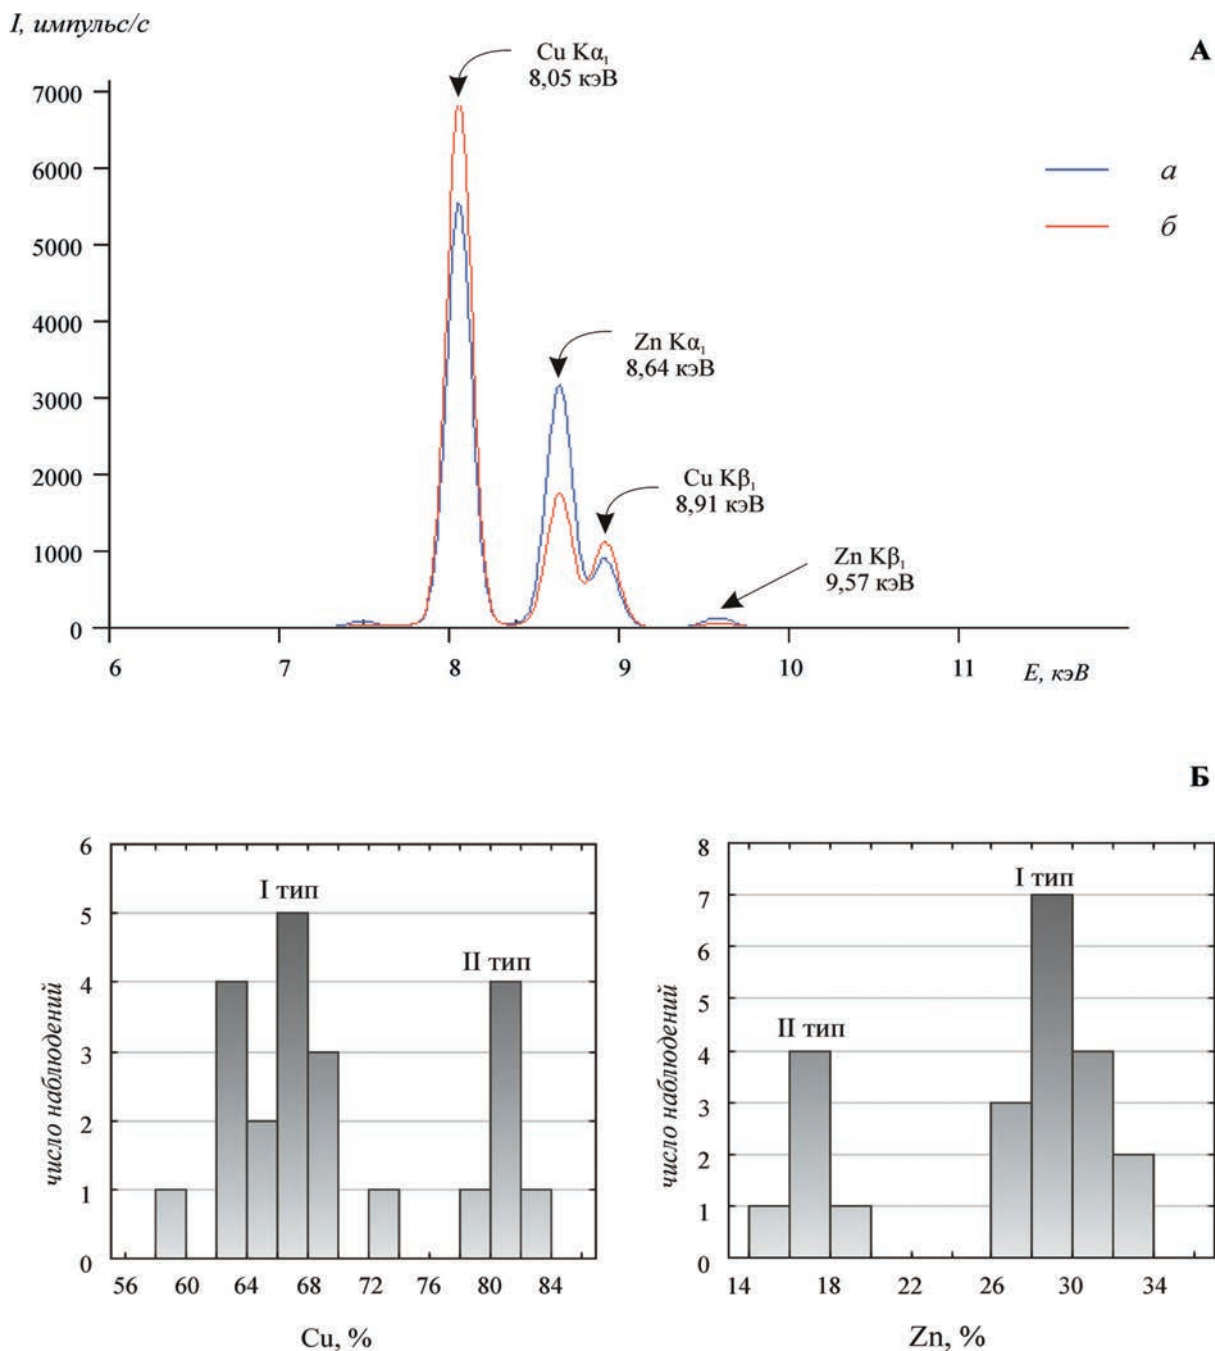 I, импульс/с
А
Cu Kα₁
8,05 кэВ
7000
6000
5000
4000
3000
2000
1000
0
а
б
Zn Kα₁
8,64 кэВ
Cu Kβ₁
8,91 кэВ
Zn Kβ₁
9,57 кэВ
6 7 8 9 10 11
E, кэВ
Б
число наблюдений
6
5
4
3
2
1
0
I тип
II тип
56 60 64 68 72 76 80 84
Cu, %
число наблюдений
8
7
6
5
4
3
2
1
0
I тип
II тип
14 18 22 26 30 34
Zn, %